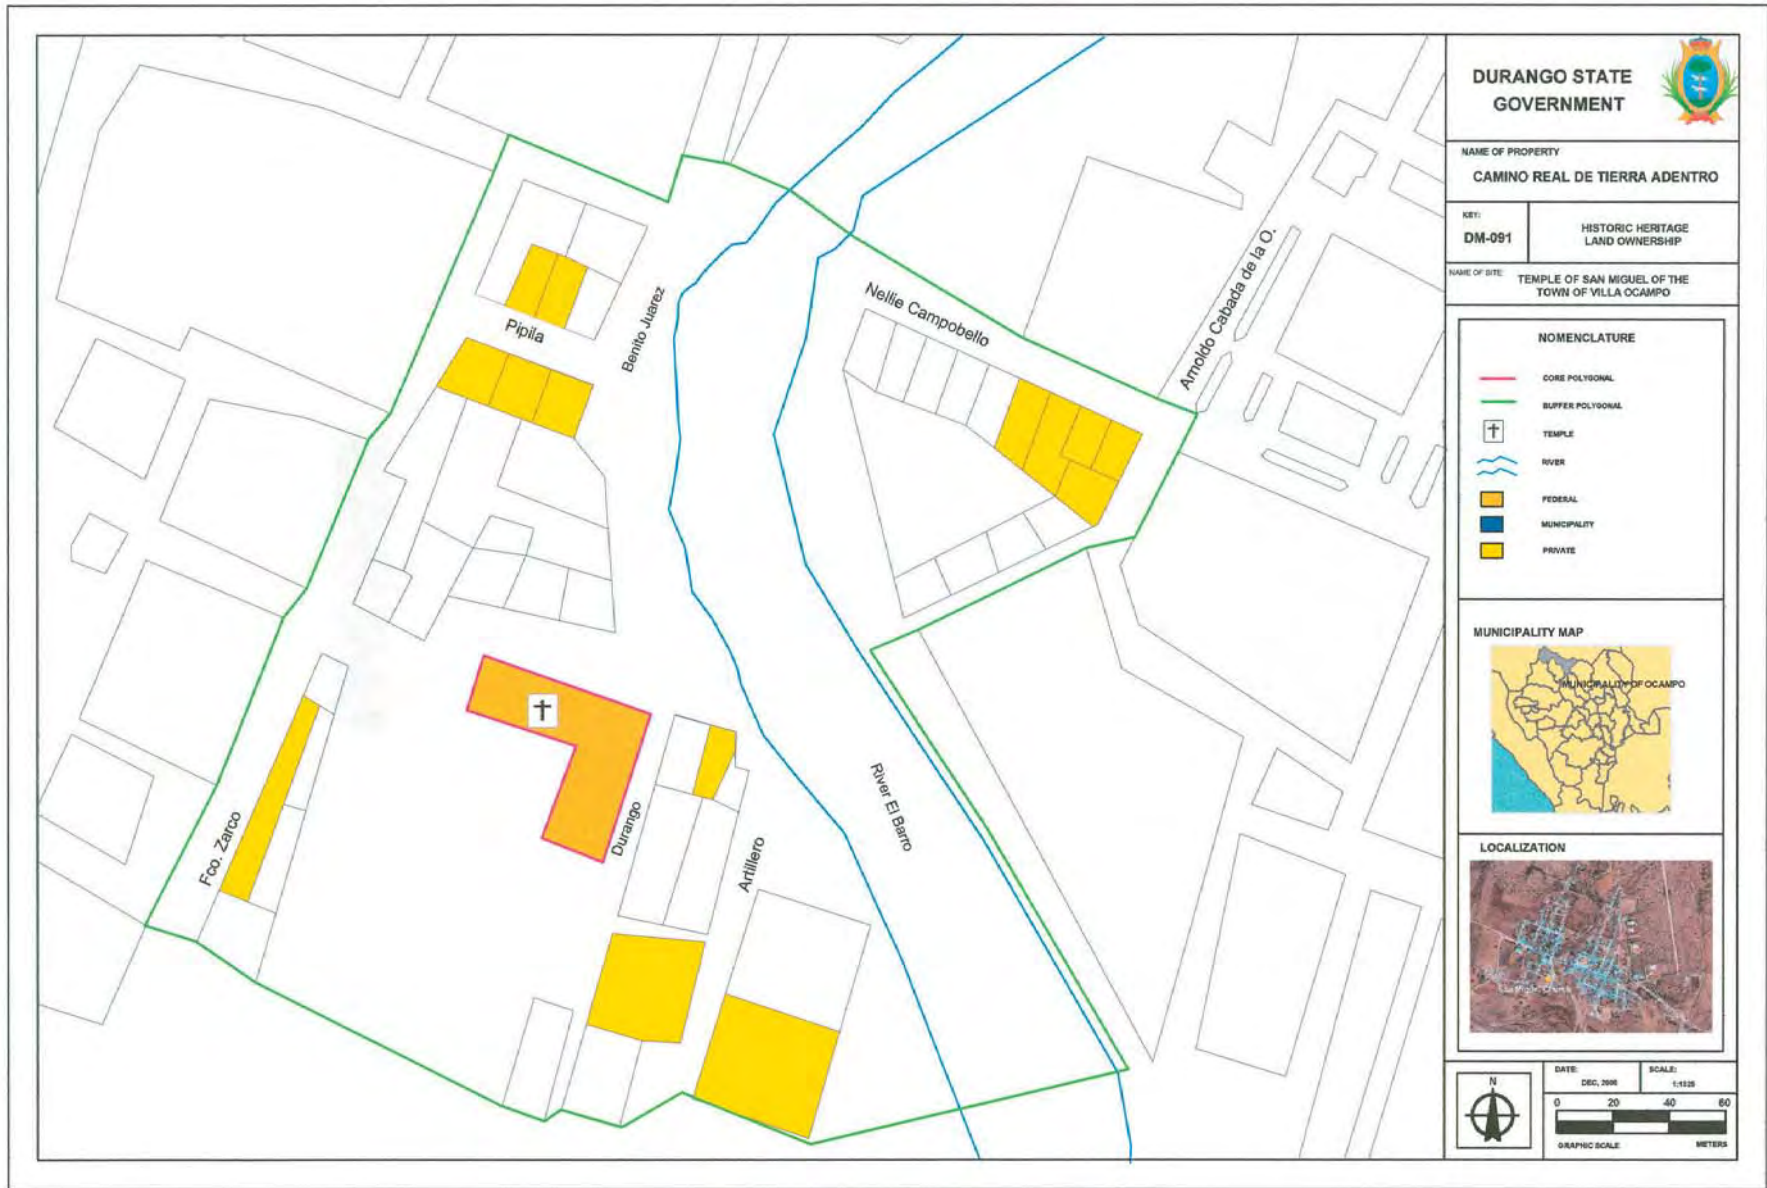 Pipila
Benito Juarez
Nellie Campobello
Arnoldo Cabada de la O.
Fco. Zarco
Durango
Artillero
River El Barro
DURANGO STATE
GOVERNMENT
NAME OF PROPERTY
CAMINO REAL DE TIERRA ADENTRO
KEY:
DM-091
HISTORIC HERITAGE
LAND OWNERSHIP
NAME OF SITE
TEMPLE OF SAN MIGUEL OF THE
TOWN OF VILLA OCAMPO
NOMENCLATURE
CORE POLYGONAL
BUFFER POLYGONAL
TEMPLE
RIVER
FEDERAL
MUNICIPALITY
PRIVATE
MUNICIPALITY MAP
MUNICIPALITY OF OCAMPO
LOCALIZATION
N
DATE:
DEC, 2008
SCALE:
0 20 40 60
GRAPHIC SCALE METERS